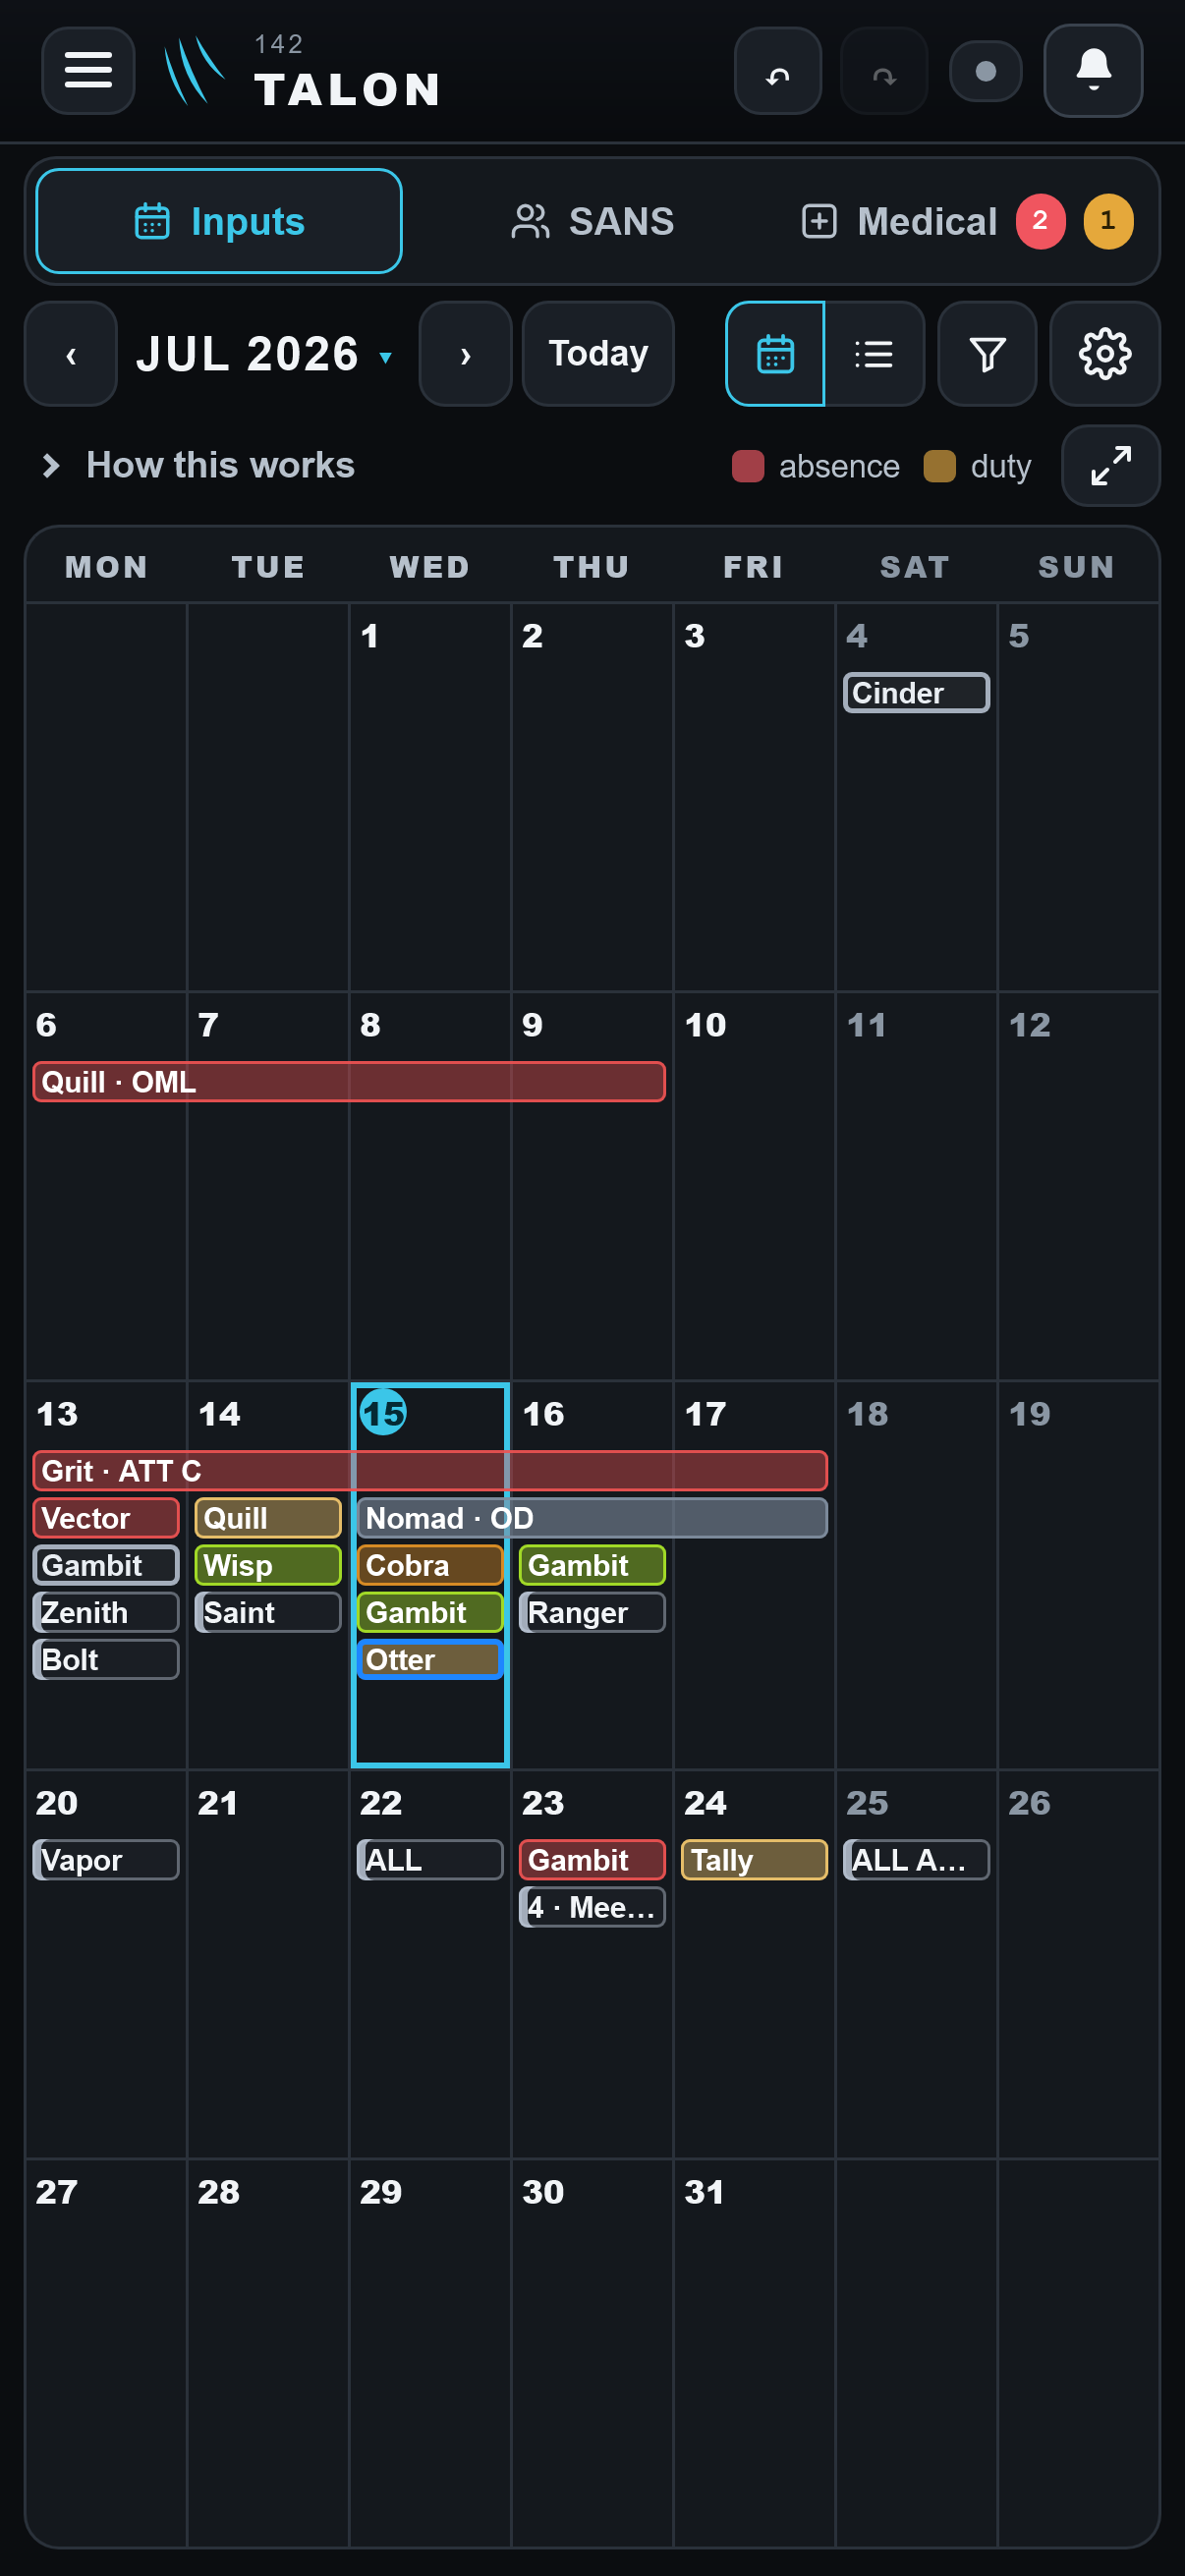 142
TALON
Inputs
SANS
Medical 2 1
‹ JUL 2026 ▾ › Today
How this works
absence duty
MON TUE WED THU FRI SAT SUN
1 2 3 4 5
Cinder
6 7 8 9 10 11 12
Quill · OML
13 14 15 16 17 18 19
Grit · ATT C
Vector Quill Nomad · OD
Gambit Wisp Cobra Gambit
Zenith Saint Gambit Ranger
Bolt Otter
20 21 22 23 24 25 26
Vapor ALL Gambit Tally ALL A...
4 · Mee...
27 28 29 30 31